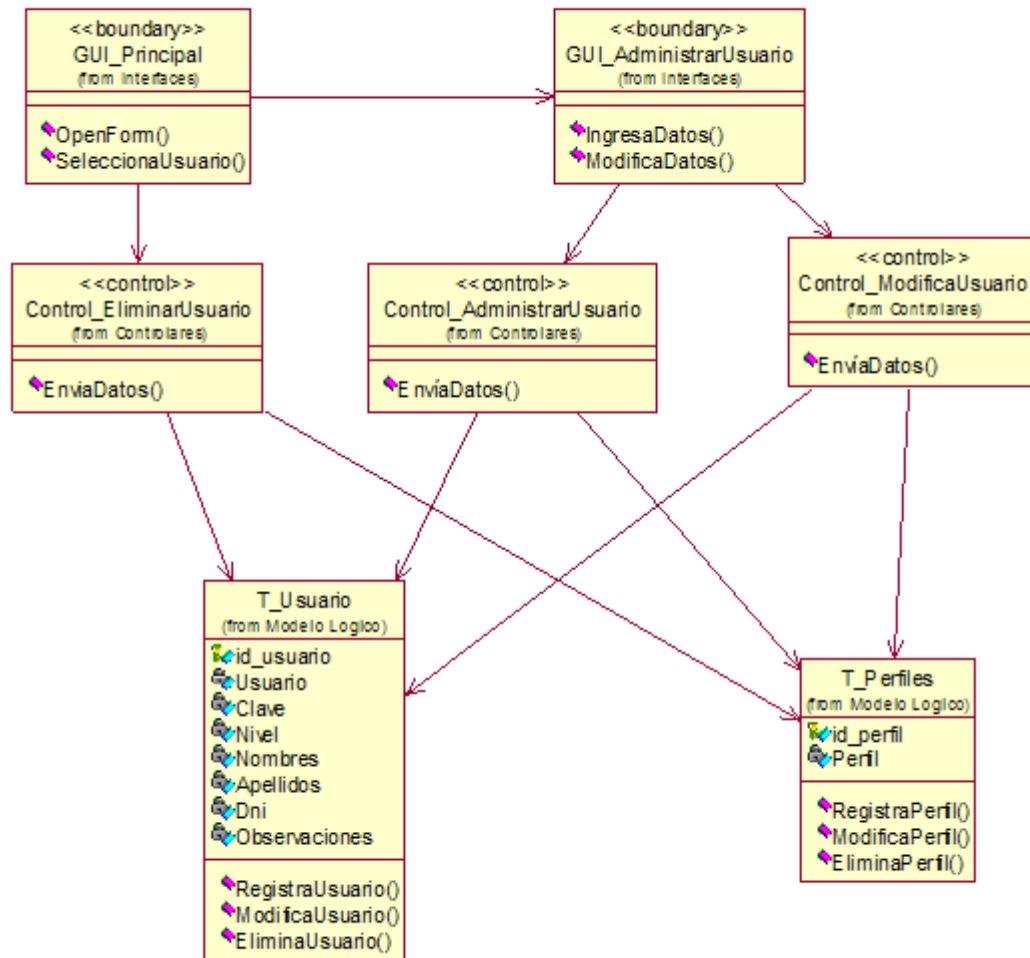 <<boundary>>
GUI_Principal
(from Interfaces)
OpenForm()
SeleccionaUsuario()
<<boundary>>
GUI_AdministrarUsuario
(from Interfaces)
IngresaDatos()
ModificaDatos()
<<control>>
Control_EliminarUsuario
(from Controlares)
EnviaDatos()
<<control>>
Control_AdministrarUsuario
(from Controlares)
EnvíaDatos()
<<control>>
Control_ModificaUsuario
(from Controlares)
EnvíaDatos()
T_Usuario
(from Modelo Logico)
id_usuario
Usuario
Clave
Nivel
Nombres
Apellidos
Dni
Observaciones
RegistraUsuario()
ModificaUsuario()
EliminaUsuario()
T_Perfiles
(from Modelo Logico)
id_perfil
Perfil
RegistraPerfil()
ModificaPerfil()
EliminaPerfil()